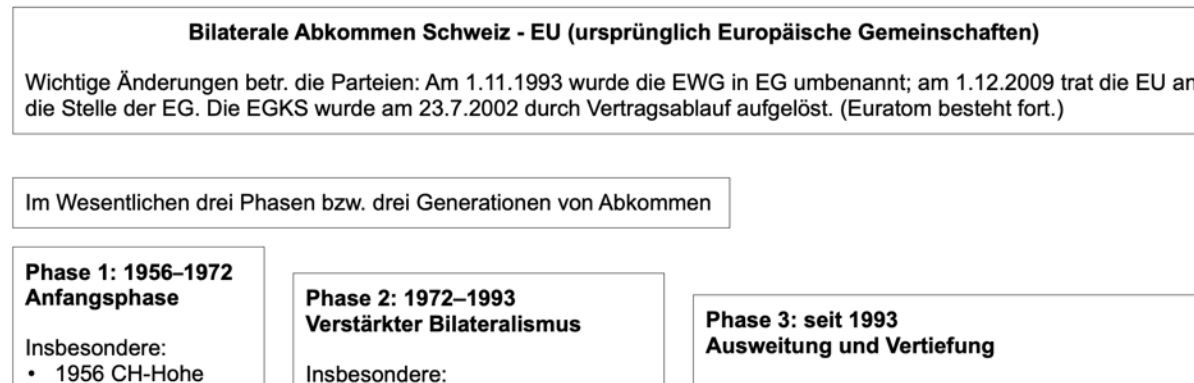 Bilaterale Abkommen Schweiz - EU (ursprünglich Europäische Gemeinschaften)
Wichtige Änderungen betr. die Parteien: Am 1.11.1993 wurde die EWG in EG umbenannt; am 1.12.2009 trat die EU an
die Stelle der EG. Die EGKS wurde am 23.7.2002 durch Vertragsablauf aufgelöst. (Euratom besteht fort.)
Im Wesentlichen drei Phasen bzw. drei Generationen von Abkommen
Phase 1: 1956–1972
Anfangsphase
Insbesondere:
• 1956 CH-Hohe
Phase 2: 1972–1993
Verstärkter Bilateralismus
Insbesondere:
Phase 3: seit 1993
Ausweitung und Vertiefung